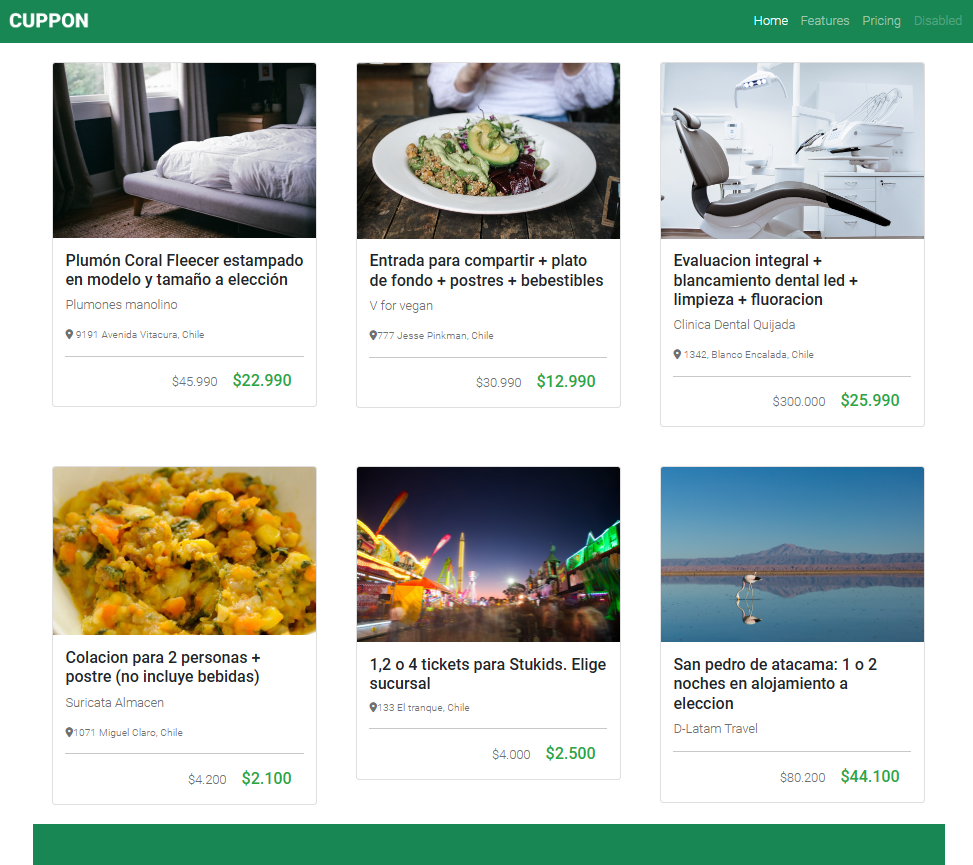 CUPPON
Home Features Pricing Disabled
Plumón Coral Fleecer estampado
en modelo y tamaño a elección
Plumones manolino
9191 Avenida Vitacura, Chile
$45.990 $22.990
Entrada para compartir + plato
de fondo + postres + bebestibles
V for vegan
777 Jesse Pinkman, Chile
$30.990 $12.990
Evaluacion integral +
blancamiento dental led +
limpieza + fluoracion
Clinica Dental Quijada
1342, Blanco Encalada, Chile
$300.000 $25.990
Colacion para 2 personas +
postre (no incluye bebidas)
Suricata Almacen
1071 Miguel Claro, Chile
$4.200 $2.100
1,2 o 4 tickets para Stukids. Elige
sucursal
133 El tranque, Chile
$4.000 $2.500
San pedro de atacama: 1 o 2
noches en alojamiento a
eleccion
D-Latam Travel
$80.200 $44.100